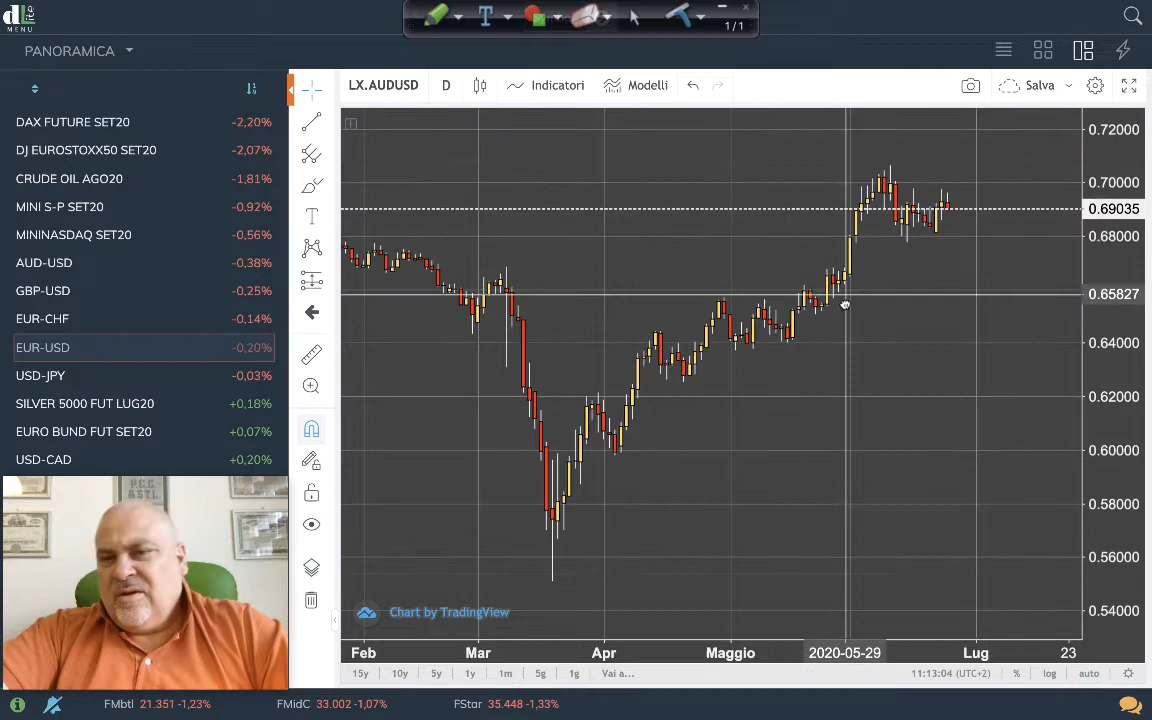 dLite
MENU
1/1
PANORAMICA
DAX FUTURE SET20 -2,20%
DJ EUROSTOXX50 SET20 -2,07%
CRUDE OIL AGO20 -1,81%
MINI S-P SET20 -0,92%
MININASDAQ SET20 -0,56%
AUD-USD -0,38%
GBP-USD -0,25%
EUR-CHF -0,14%
EUR-USD -0,20%
USD-JPY -0,03%
SILVER 5000 FUT LUG20 +0,18%
EURO BUND FUT SET20 +0,07%
USD-CAD +0,20%
LX.AUDUSD D Indicatori Modelli Salva
0.72000
0.70000
0.69035
0.68000
0.65827
0.64000
0.62000
0.60000
0.58000
0.56000
0.54000
Chart by TradingView
Feb Mar Apr Maggio 2020-05-29 Lug 23
15y 10y 5y 1y 1m 5g 1g Vai a... 11:13:04 (UTC+2) % log auto
P.C.C.
& S.T.L.
FMbtl 21.351 -1,23% FMidC 33.002 -1,07% FStar 35.448 -1,33%